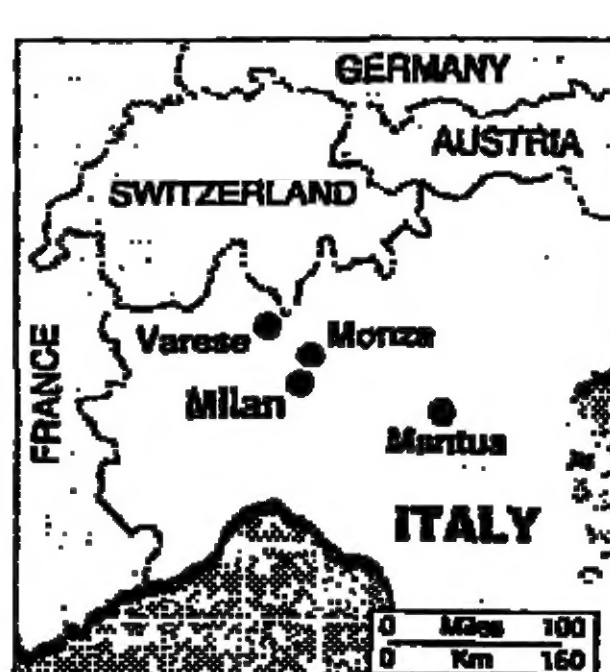 GERMANY
AUSTRIA
SWITZERLAND
FRANCE
Varese
Monza
Milan
Mantua
ITALY
0 Miles 100
0 Km 160